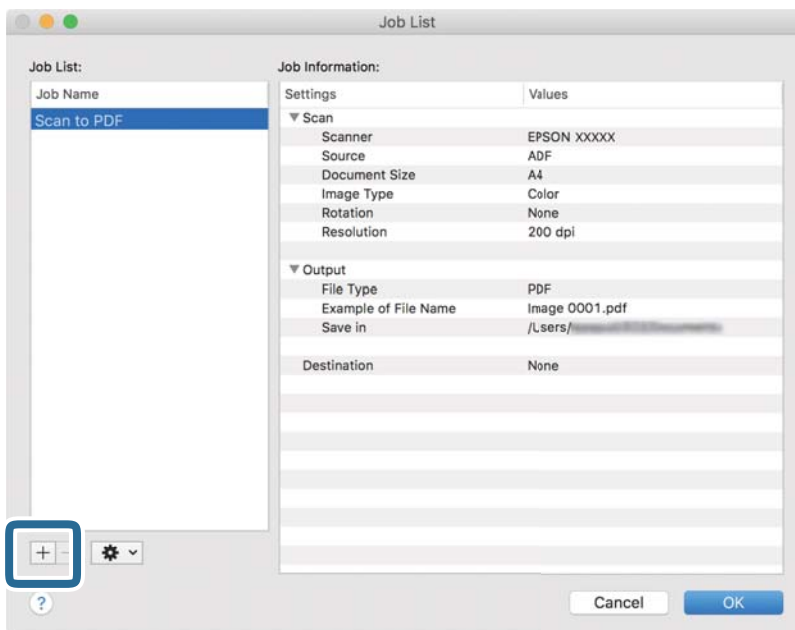 Job List
Job List:
Job Information:
Job Name
Scan to PDF
Settings Values
Scan
Scanner EPSON XXXXX
Source ADF
Document Size A4
Image Type Color
Rotation None
Resolution 200 dpi
Output
File Type PDF
Example of File Name Image 0001.pdf
Save in /Users/
Destination None
+ −
?
Cancel OK